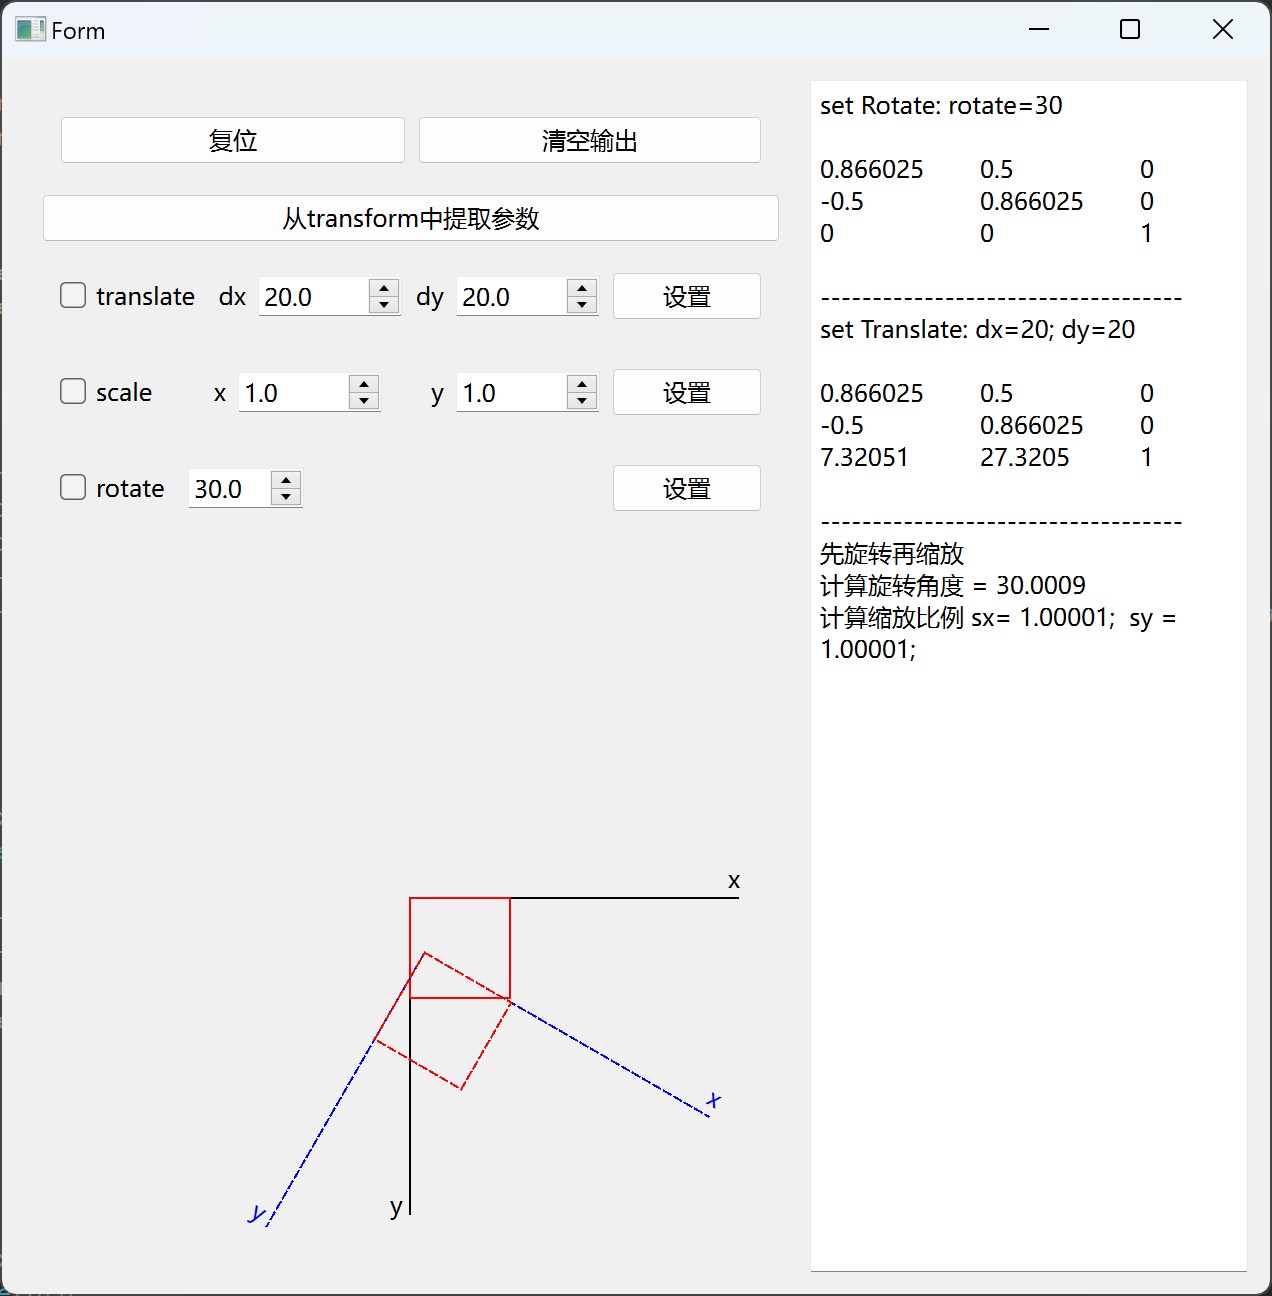 Form
复位
清空输出
从transform中提取参数
translate dx 20.0 dy 20.0 设置
scale x 1.0 y 1.0 设置
rotate 30.0 设置
set Rotate: rotate=30
0.866025 0.5 0
-0.5 0.866025 0
0 0 1
-----------------------------------
set Translate: dx=20; dy=20
0.866025 0.5 0
-0.5 0.866025 0
7.32051 27.3205 1
-----------------------------------
先旋转再缩放
计算旋转角度 = 30.0009
计算缩放比例 sx= 1.00001;  sy =
1.00001;
x
x
y
y